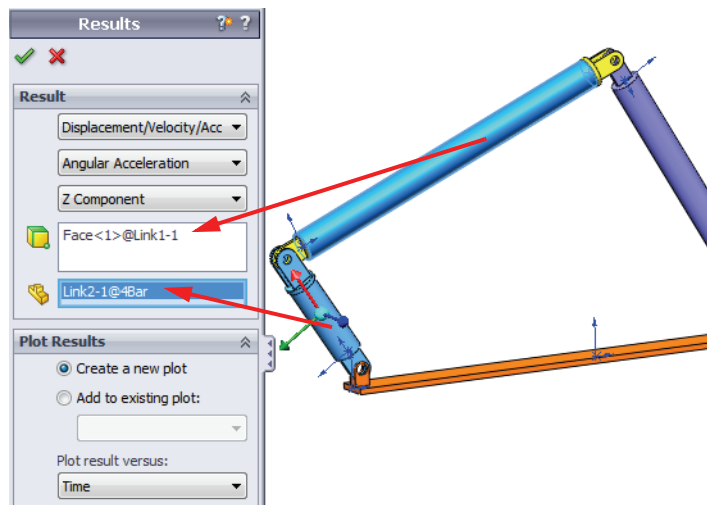 Results
? ?
Result
Displacement/Velocity/Acc
Angular Acceleration
Z Component
Face<1>@Link1-1
Link2-1@4Bar
Plot Results
Create a new plot
Add to existing plot:
Plot result versus:
Time